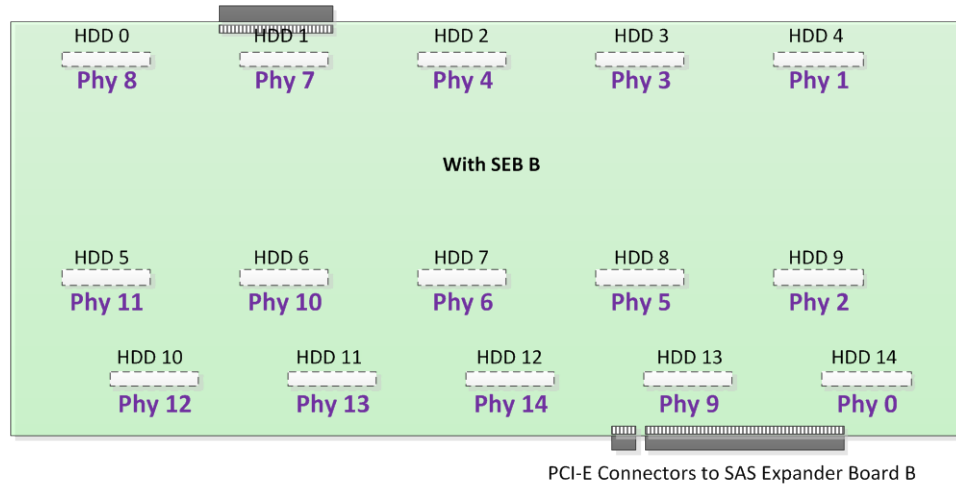 HDD 0 HDD 1 HDD 2 HDD 3 HDD 4
Phy 8 Phy 7 Phy 4 Phy 3 Phy 1
With SEB B
HDD 5 HDD 6 HDD 7 HDD 8 HDD 9
Phy 11 Phy 10 Phy 6 Phy 5 Phy 2
HDD 10 HDD 11 HDD 12 HDD 13 HDD 14
Phy 12 Phy 13 Phy 14 Phy 9 Phy 0
PCI-E Connectors to SAS Expander Board B